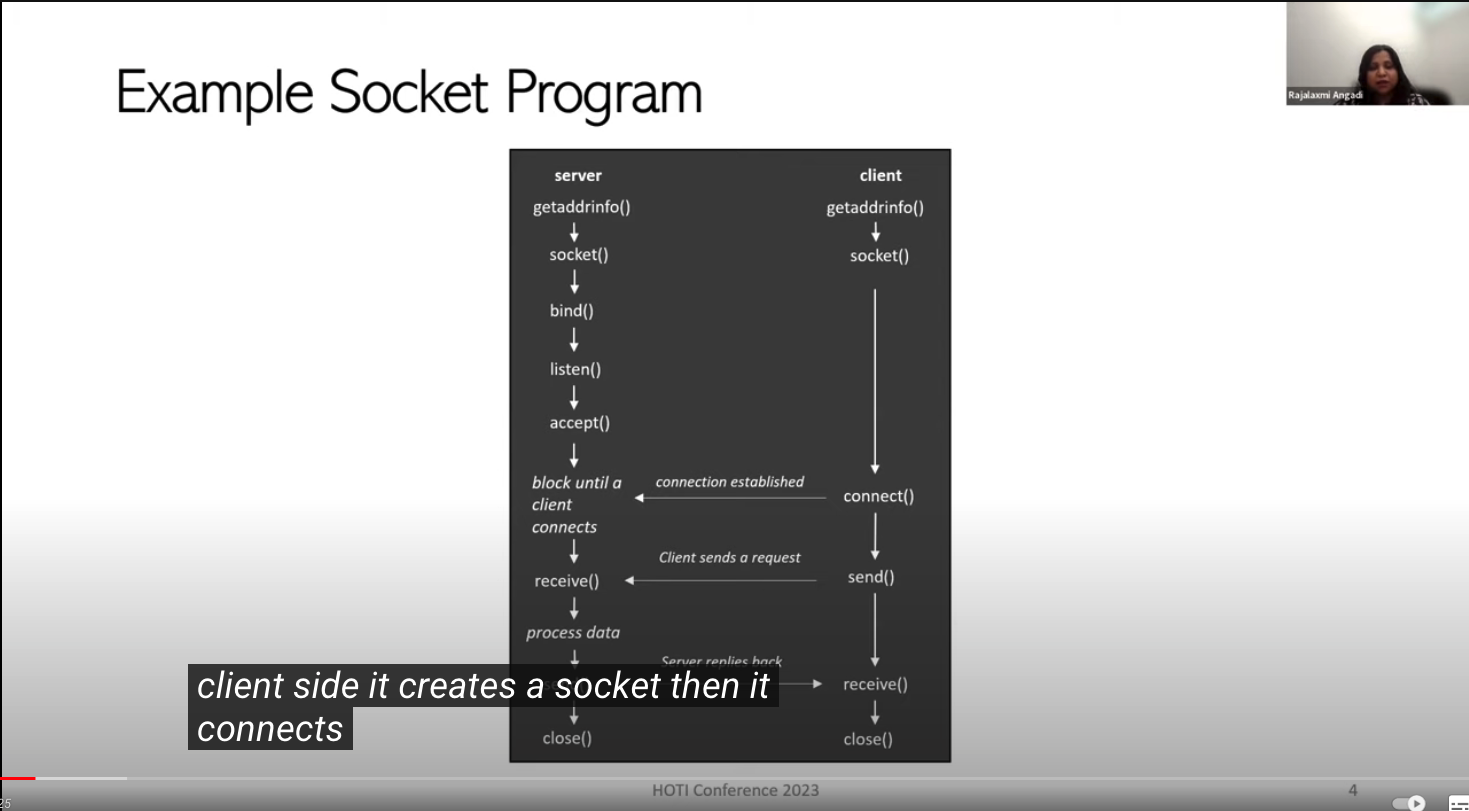 Example Socket Program
Rajalaxmi Angadi
server
client
getaddrinfo()
getaddrinfo()
socket()
socket()
bind()
listen()
accept()
block until a
client
connects
connection established
connect()
Client sends a request
receive()
send()
process data
Server replies back
receive()
client side it creates a socket then it
connects
close()
close()
HOTI Conference 2023
4